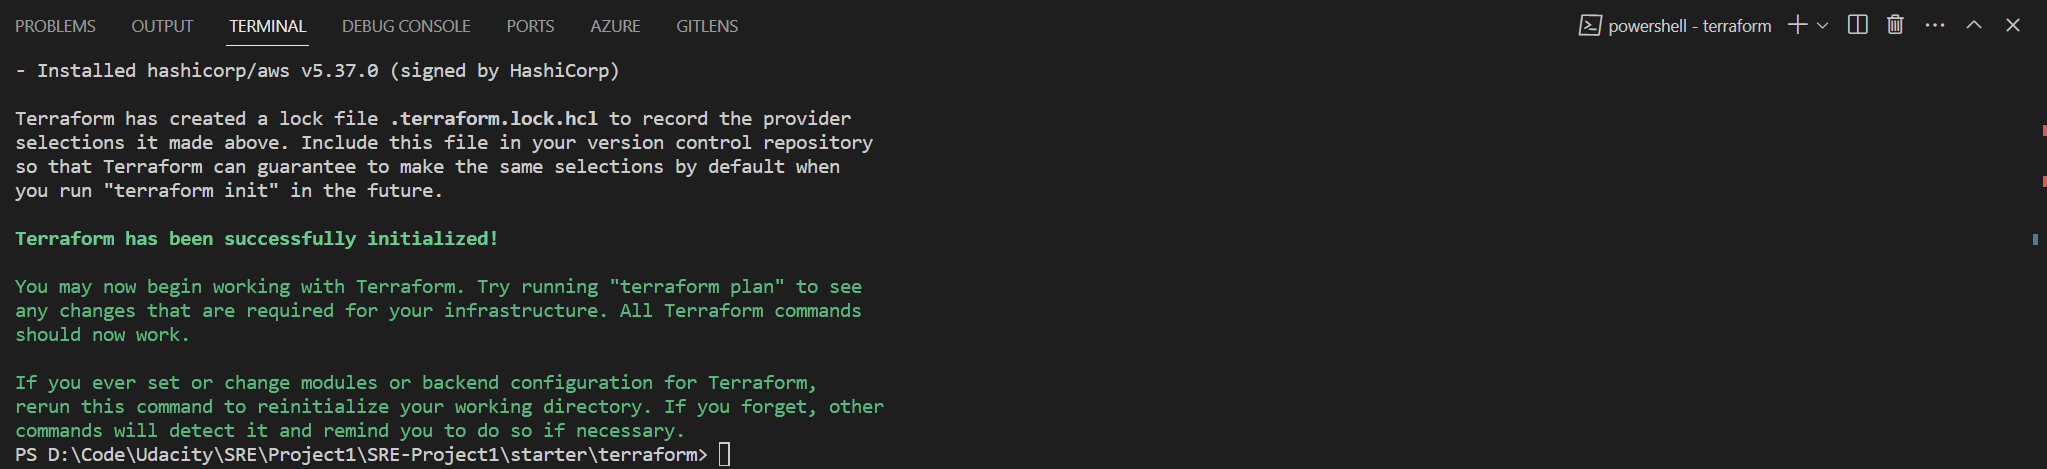 PROBLEMS OUTPUT TERMINAL DEBUG CONSOLE PORTS AZURE GITLENS powershell - terraform
- Installed hashicorp/aws v5.37.0 (signed by HashiCorp)
Terraform has created a lock file .terraform.lock.hcl to record the provider
selections it made above. Include this file in your version control repository
so that Terraform can guarantee to make the same selections by default when
you run "terraform init" in the future.
Terraform has been successfully initialized!
You may now begin working with Terraform. Try running "terraform plan" to see
any changes that are required for your infrastructure. All Terraform commands
should now work.
If you ever set or change modules or backend configuration for Terraform,
rerun this command to reinitialize your working directory. If you forget, other
commands will detect it and remind you to do so if necessary.
PS D:\Code\Udacity\SRE\Project1\SRE-Project1\starter\terraform>